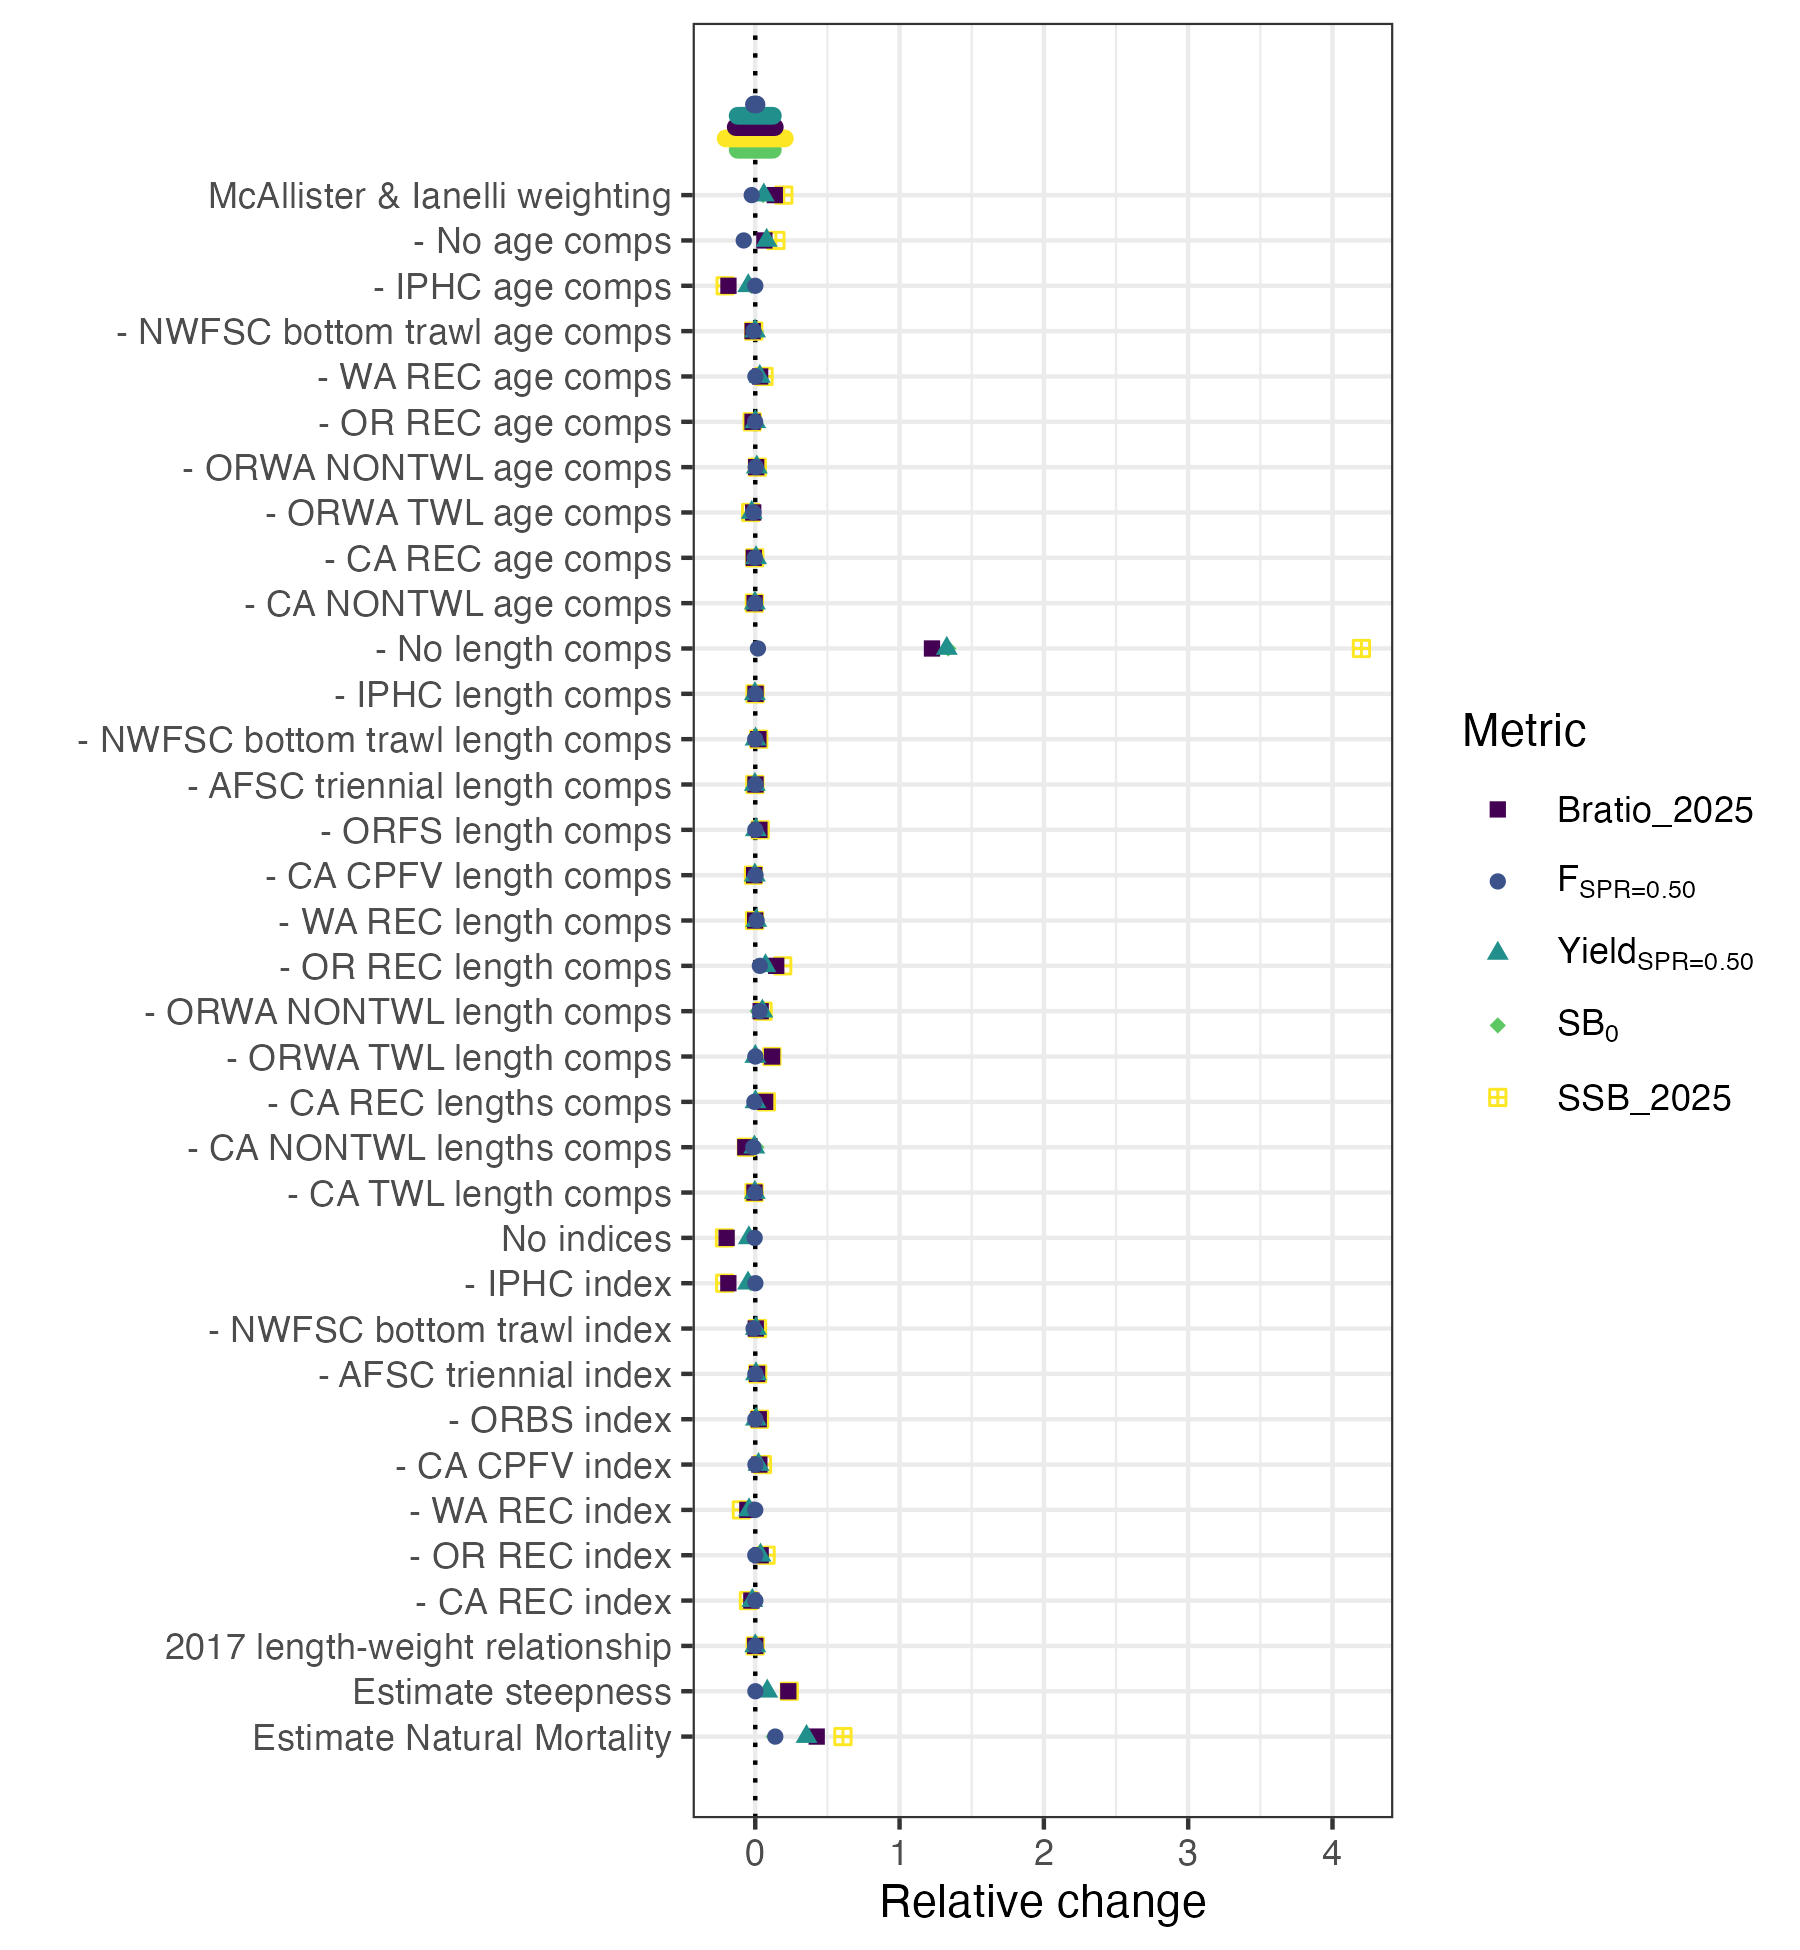 McAllister & Ianelli weighting
- No age comps
- IPHC age comps
- NWFSC bottom trawl age comps
- WA REC age comps
- OR REC age comps
- ORWA NONTWL age comps
- ORWA TWL age comps
- CA REC age comps
- CA NONTWL age comps
- No length comps
- IPHC length comps
- NWFSC bottom trawl length comps
- AFSC triennial length comps
- ORFS length comps
- CA CPFV length comps
- WA REC length comps
- OR REC length comps
- ORWA NONTWL length comps
- ORWA TWL length comps
- CA REC lengths comps
- CA NONTWL lengths comps
- CA TWL length comps
No indices
- IPHC index
- NWFSC bottom trawl index
- AFSC triennial index
- ORBS index
- CA CPFV index
- WA REC index
- OR REC index
- CA REC index
2017 length-weight relationship
Estimate steepness
Estimate Natural Mortality
0 1 2 3 4
Relative change
Metric
Bratio_2025
F SPR=0.50
Yield SPR=0.50
SB 0
SSB_2025